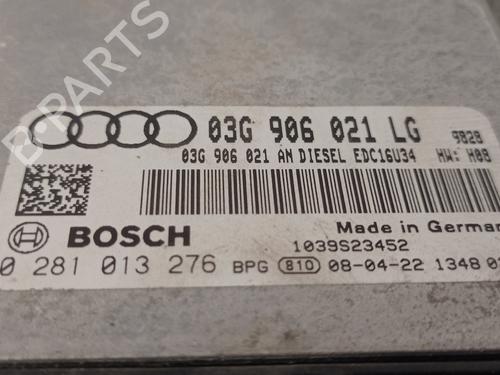 03G 906 021 LG 9828
03G 906 021 AN DIESEL EDC16U34 HW: H08
BOSCH
Made in German
1039S23452
0 281 013 276 BPG 810 08-04-22 1348 0
B-PARTS